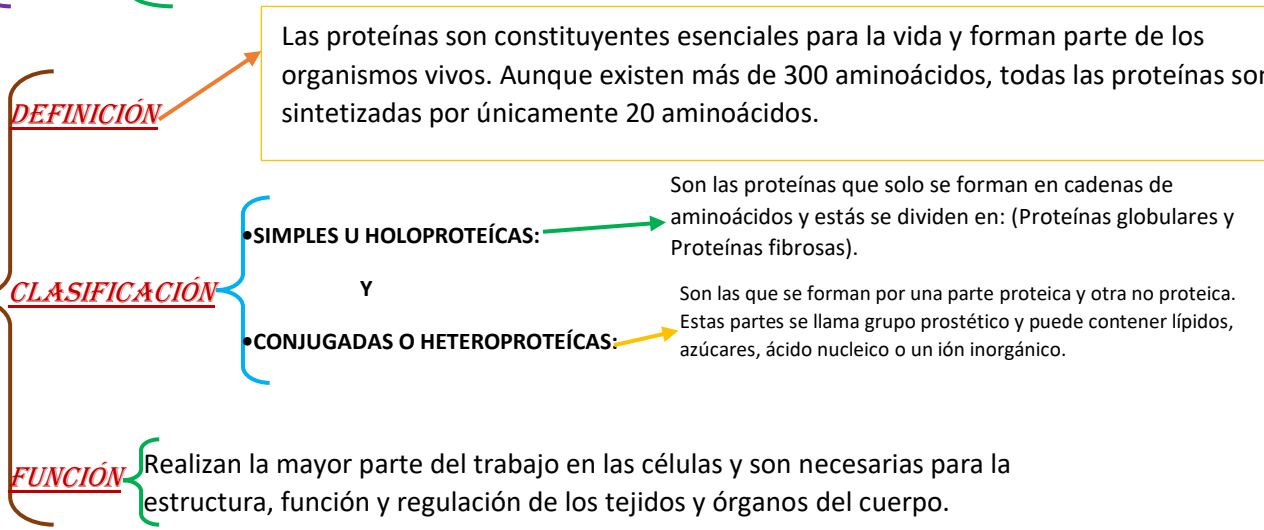 Las proteínas son constituyentes esenciales para la vida y forman parte de los
organismos vivos. Aunque existen más de 300 aminoácidos, todas las proteínas son
sintetizadas por únicamente 20 aminoácidos.
DEFINICIÓN
Son las proteínas que solo se forman en cadenas de
aminoácidos y estás se dividen en: (Proteínas globulares y
Proteínas fibrosas).
•SIMPLES U HOLOPROTEÍCAS:
CLASIFICACIÓN
Y
Son las que se forman por una parte proteica y otra no proteica.
Estas partes se llama grupo prostético y puede contener lípidos,
azúcares, ácido nucleico o un ión inorgánico.
•CONJUGADAS O HETEROPROTEÍCAS:
FUNCIÓN
Realizan la mayor parte del trabajo en las células y son necesarias para la
estructura, función y regulación de los tejidos y órganos del cuerpo.